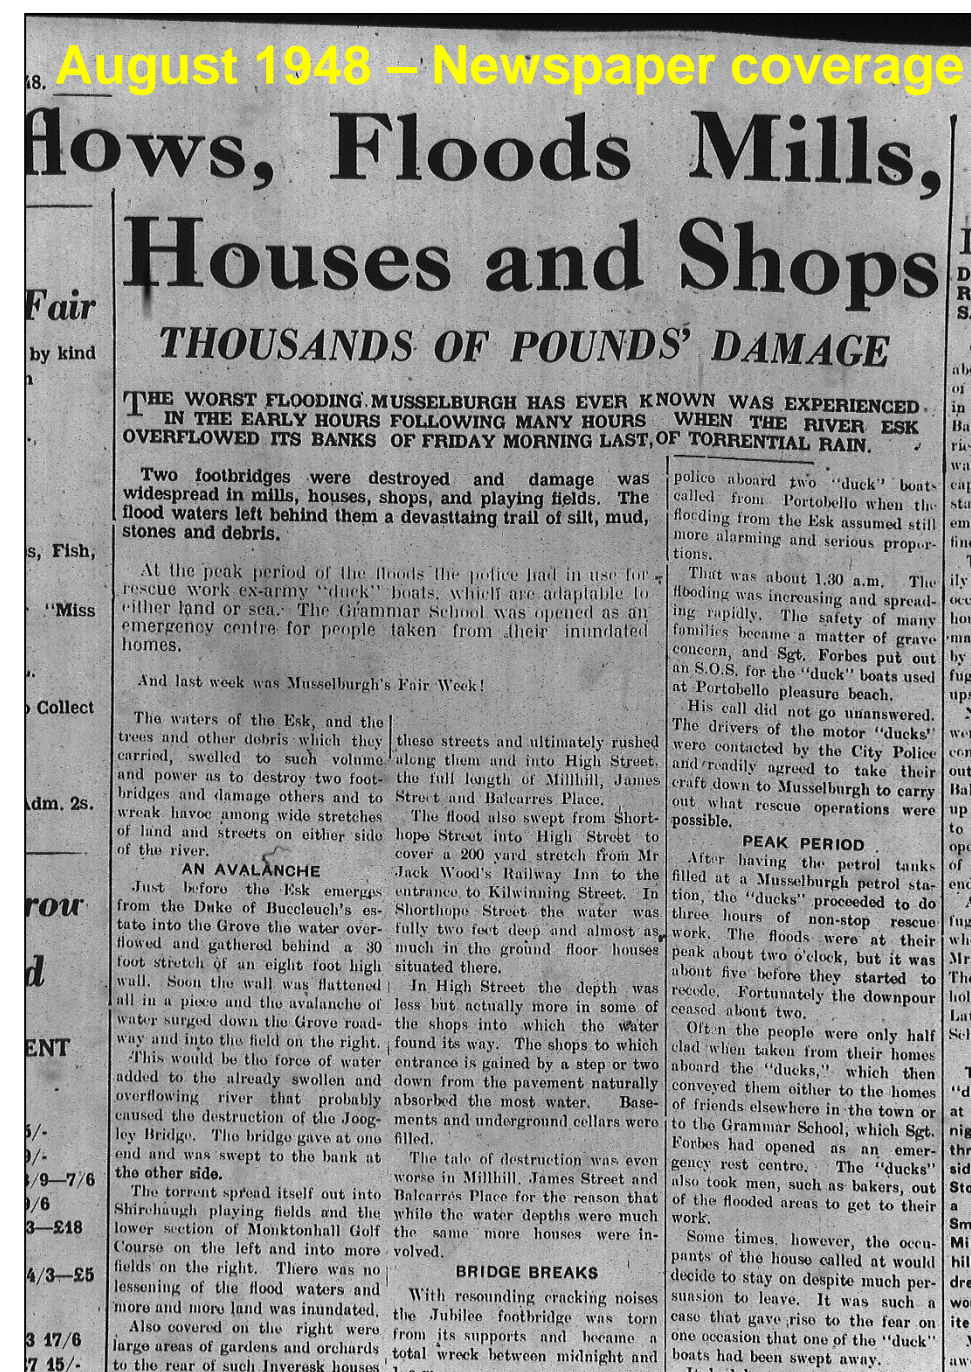 August 1948 – Newspaper coverage
48.
flows, Floods Mills,
Houses and Shops
THOUSANDS OF POUNDS' DAMAGE
THE WORST FLOODING MUSSELBURGH HAS EVER KNOWN WAS EXPERIENCED
IN THE EARLY HOURS FOLLOWING MANY HOURS WHEN THE RIVER ESK
OVERFLOWED ITS BANKS OF FRIDAY MORNING LAST, OF TORRENTIAL RAIN.
Two footbridges were destroyed and damage was
widespread in mills, houses, shops, and playing fields. The
flood waters left behind them a devasttaing trail of silt, mud,
stones and debris.
At the peak period of the floods the police had in use for
rescue work ex-army "duck" boats, which are adaptable to
either land or sea. The Grammar School was opened as an
emergency centre for people taken from their inundated
homes.
And last week was Musselburgh's Fair Week!
The waters of the Esk, and the
trees and other debris which they
carried, swelled to such volume
and power as to destroy two foot-
bridges and damage others and to
wreak havoc among wide stretches
of land and streets on either side
of the river.
AN AVALANCHE
Just before the Esk emerges
from the Duke of Buccleuch's es-
tate into the Grove the water over-
flowed and gathered behind a 30
foot stretch of an eight foot high
wall. Soon the wall was flattened
all in a piece and the avalanche of
water surged down the Grove road-
way and into the field on the right.
This would be the force of water
added to the already swollen and
overflowing river that probably
caused the destruction of the Joog-
ley Bridge. The bridge gave at one
end and was swept to the bank at
the other side.
The torrent spread itself out into
Shirehaugh playing fields and the
lower section of Monktonhall Golf
Course on the left and into more
fields on the right. There was no
lessening of the flood waters and
more and more land was inundated.
Also covered on the right were
large areas of gardens and orchards
to the rear of such Inveresk houses
these streets and ultimately rushed
along them and into High Street,
the full length of Millhill, James
Street and Balcarres Place.
The flood also swept from Short-
hope Street into High Street to
cover a 200 yard stretch from Mr
Jack Wood's Railway Inn to the
entrance to Kilwinning Street. In
Shorthope Street the water was
fully two feet deep and almost as
much in the ground floor houses
situated there.
In High Street the depth was
less but actually more in some of
the shops into which the water
found its way. The shops to which
entrance is gained by a step or two
down from the pavement naturally
absorbed the most water. Base-
ments and underground cellars were
filled.
The tale of destruction was even
worse in Millhill, James Street and
Balcarres Place for the reason that
while the water depths were much
the same more houses were in-
volved.
BRIDGE BREAKS
With resounding cracking noises
the Jubilee footbridge was torn
from its supports and became a
total wreck between midnight and
police aboard two "duck" boats
called from Portobello when the
flooding from the Esk assumed still
more alarming and serious propor-
tions.
That was about 1.30 a.m. The
flooding was increasing and spread-
ing rapidly. The safety of many
families became a matter of grave
concern, and Sgt. Forbes put out
an S.O.S. for the "duck" boats used
at Portobello pleasure beach.
His call did not go unanswered.
The drivers of the motor "ducks"
were contacted by the City Police
and readily agreed to take their
craft down to Musselburgh to carry
out what rescue operations were
possible.
PEAK PERIOD
After having the petrol tanks
filled at a Musselburgh petrol sta-
tion, the "ducks" proceeded to do
three hours of non-stop rescue
work. The floods were at their
peak about two o'clock, but it was
about five before they started to
recede. Fortunately the downpour
ceased about two.
Often the people were only half
clad when taken from their homes
aboard the "ducks," which then
conveyed them either to the homes
of friends elsewhere in the town or
to the Grammar School, which Sgt.
Forbes had opened as an emer-
gency rest centre. The "ducks"
also took men, such as bakers, out
of the flooded areas to get to their
work.
Some times, however, the occu-
pants of the house called at would
decide to stay on despite much per-
suasion to leave. It was such a
case that gave rise to the fear on
one occasion that one of the "duck"
boats had been swept away.
Fair
by kind
s, Fish,
"Miss
Collect
Adm. 2s.
row
d
ENT
5/-
9/-
/9—7/6
/6
3—£18
4/3—£5
3 17/6
7 15/-